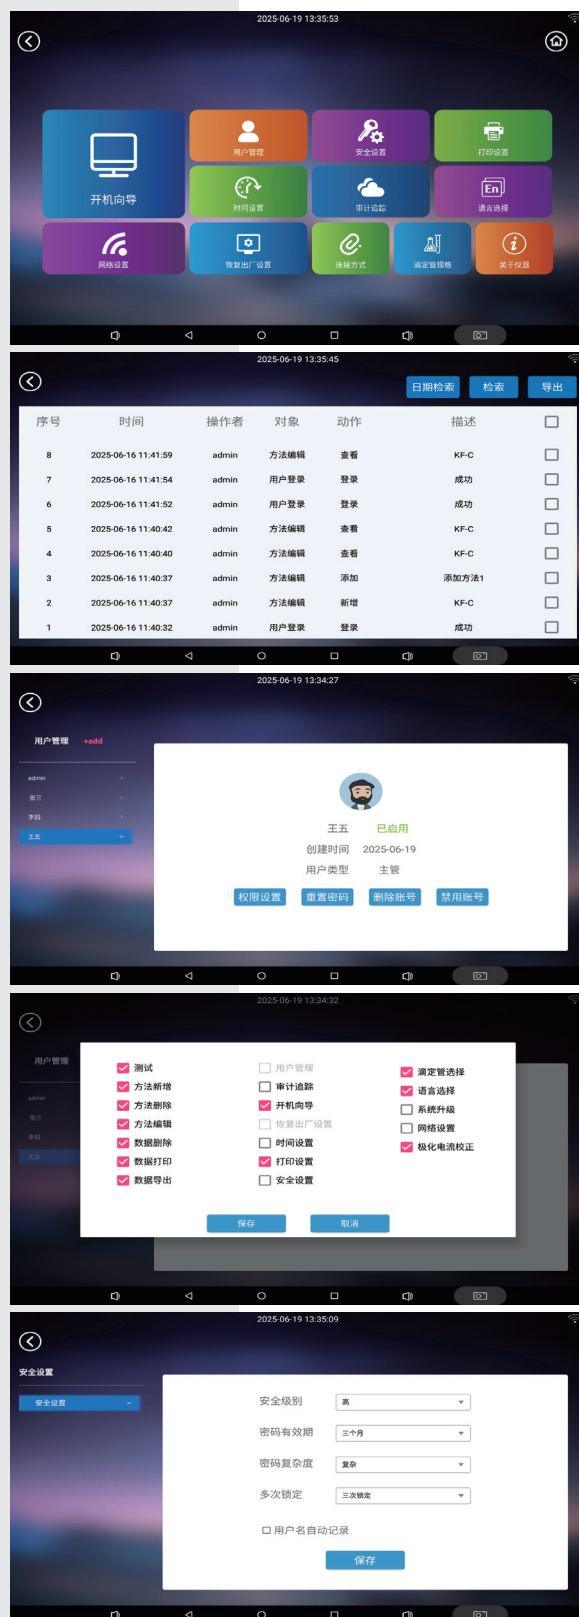 2025-06-19 13:35:53
开机向导
用户管理
安全设置
打印设置
时间设置
审计追踪
En
语言选择
网络设置
恢复出厂设置
连接方式
滴定管规格
关于仪器
2025-06-19 13:35:45
日期检索 检索 导出
序号 时间 操作者 对象 动作 描述
8 2025-06-16 11:41:59 admin 方法编辑 查看 KF-C
7 2025-06-16 11:41:54 admin 用户登录 登录 成功
6 2025-06-16 11:41:52 admin 用户登录 登录 成功
5 2025-06-16 11:40:42 admin 方法编辑 查看 KF-C
4 2025-06-16 11:40:40 admin 方法编辑 查看 KF-C
3 2025-06-16 11:40:37 admin 方法编辑 添加 添加方法1
2 2025-06-16 11:40:37 admin 方法编辑 新增 KF-C
1 2025-06-16 11:40:32 admin 用户登录 登录 成功
2025-06-19 13:34:27
用户管理 +add
admin >
张三 >
李四 >
王五 >
王五 已启用
创建时间 2025-06-19
用户类型 主管
权限设置 重置密码 删除账号 禁用账号
2025-06-19 13:34:32
用户管理
admin
张三
李四
王五
测试 用户管理 滴定管选择
方法新增 审计追踪 语言选择
方法删除 开机向导 系统升级
方法编辑 恢复出厂设置 网络设置
数据删除 时间设置 极化电流校正
数据打印 打印设置
数据导出 安全设置
保存 取消
2025-06-19 13:35:09
安全设置
安全设置
安全级别 高
密码有效期 三个月
密码复杂度 复杂
多次锁定 三次锁定
用户名自动记录
保存